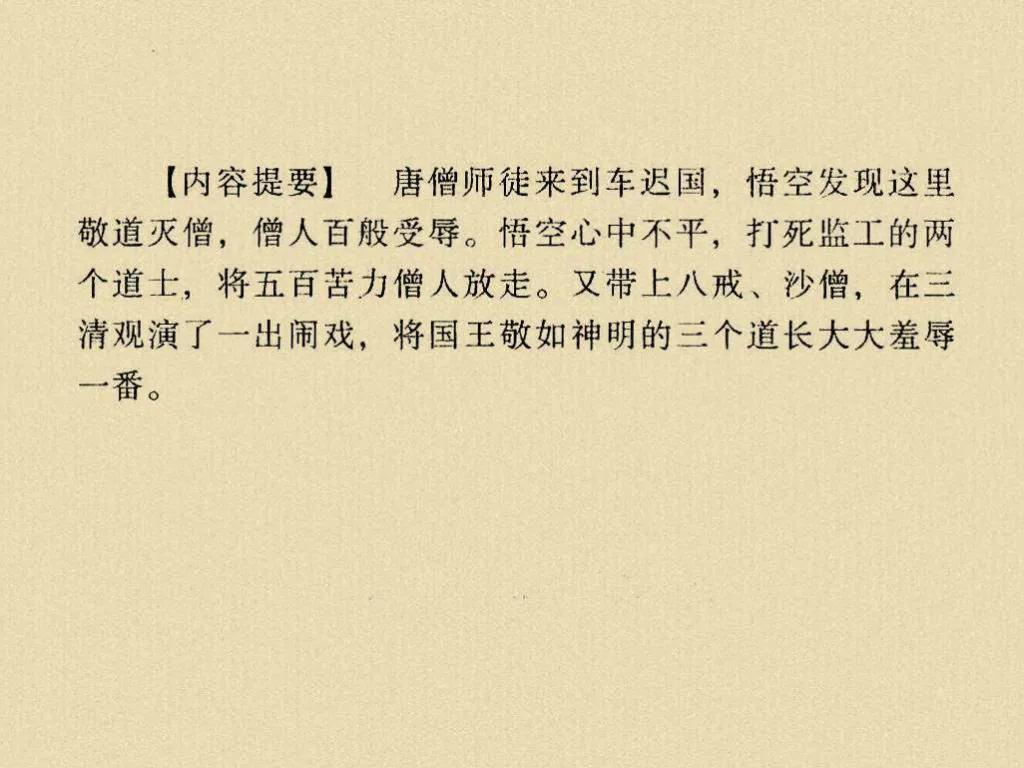 【内容提要】 唐僧师徒来到车迟国，悟空发现这里
敬道灭僧，僧人百般受辱。悟空心中不平，打死监工的两
个道士，将五百苦力僧人放走。又带上八戒、沙僧，在三
清观演了一出闹戏，将国王敬如神明的三个道长大大羞辱
一番。